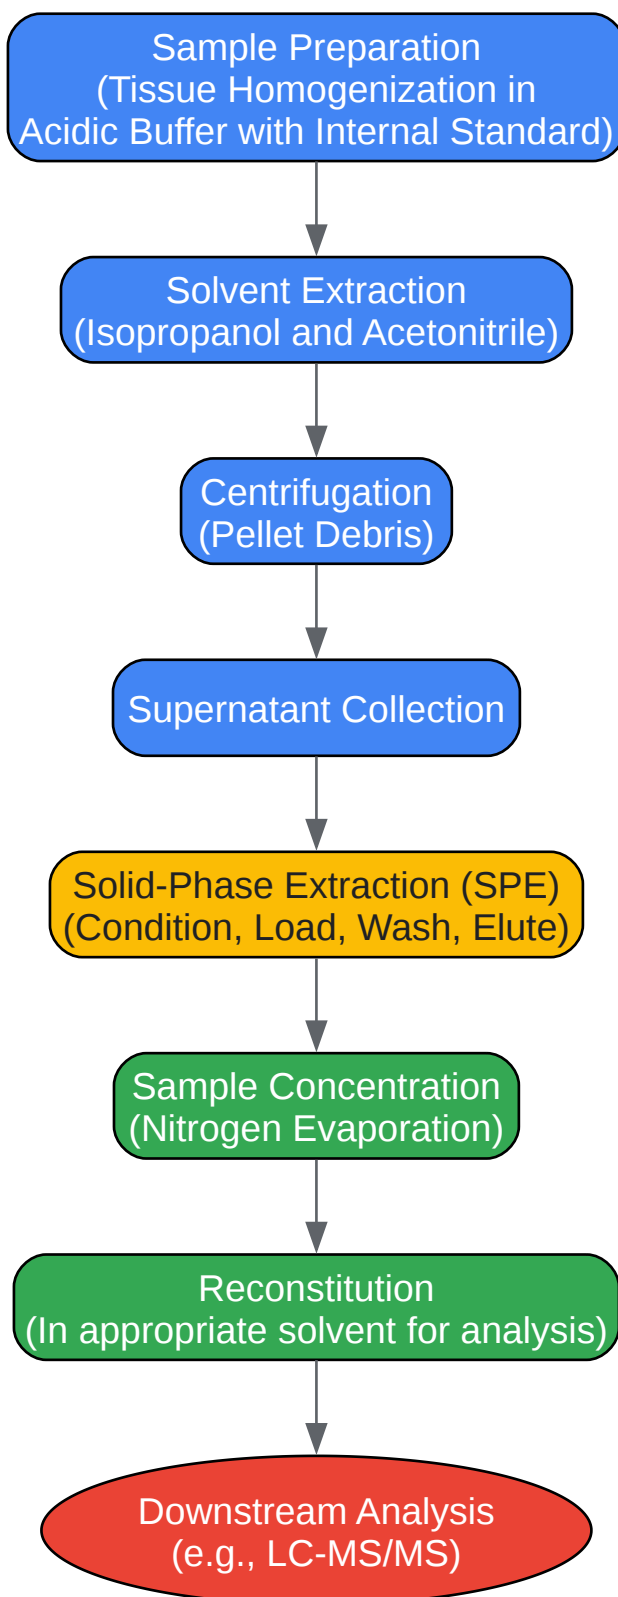 Sample Preparation
(Tissue Homogenization in
Acidic Buffer with Internal Standard)
Solvent Extraction
(Isopropanol and Acetonitrile)
Centrifugation
(Pellet Debris)
Supernatant Collection
Solid-Phase Extraction (SPE)
(Condition, Load, Wash, Elute)
Sample Concentration
(Nitrogen Evaporation)
Reconstitution
(In appropriate solvent for analysis)
Downstream Analysis
(e.g., LC-MS/MS)